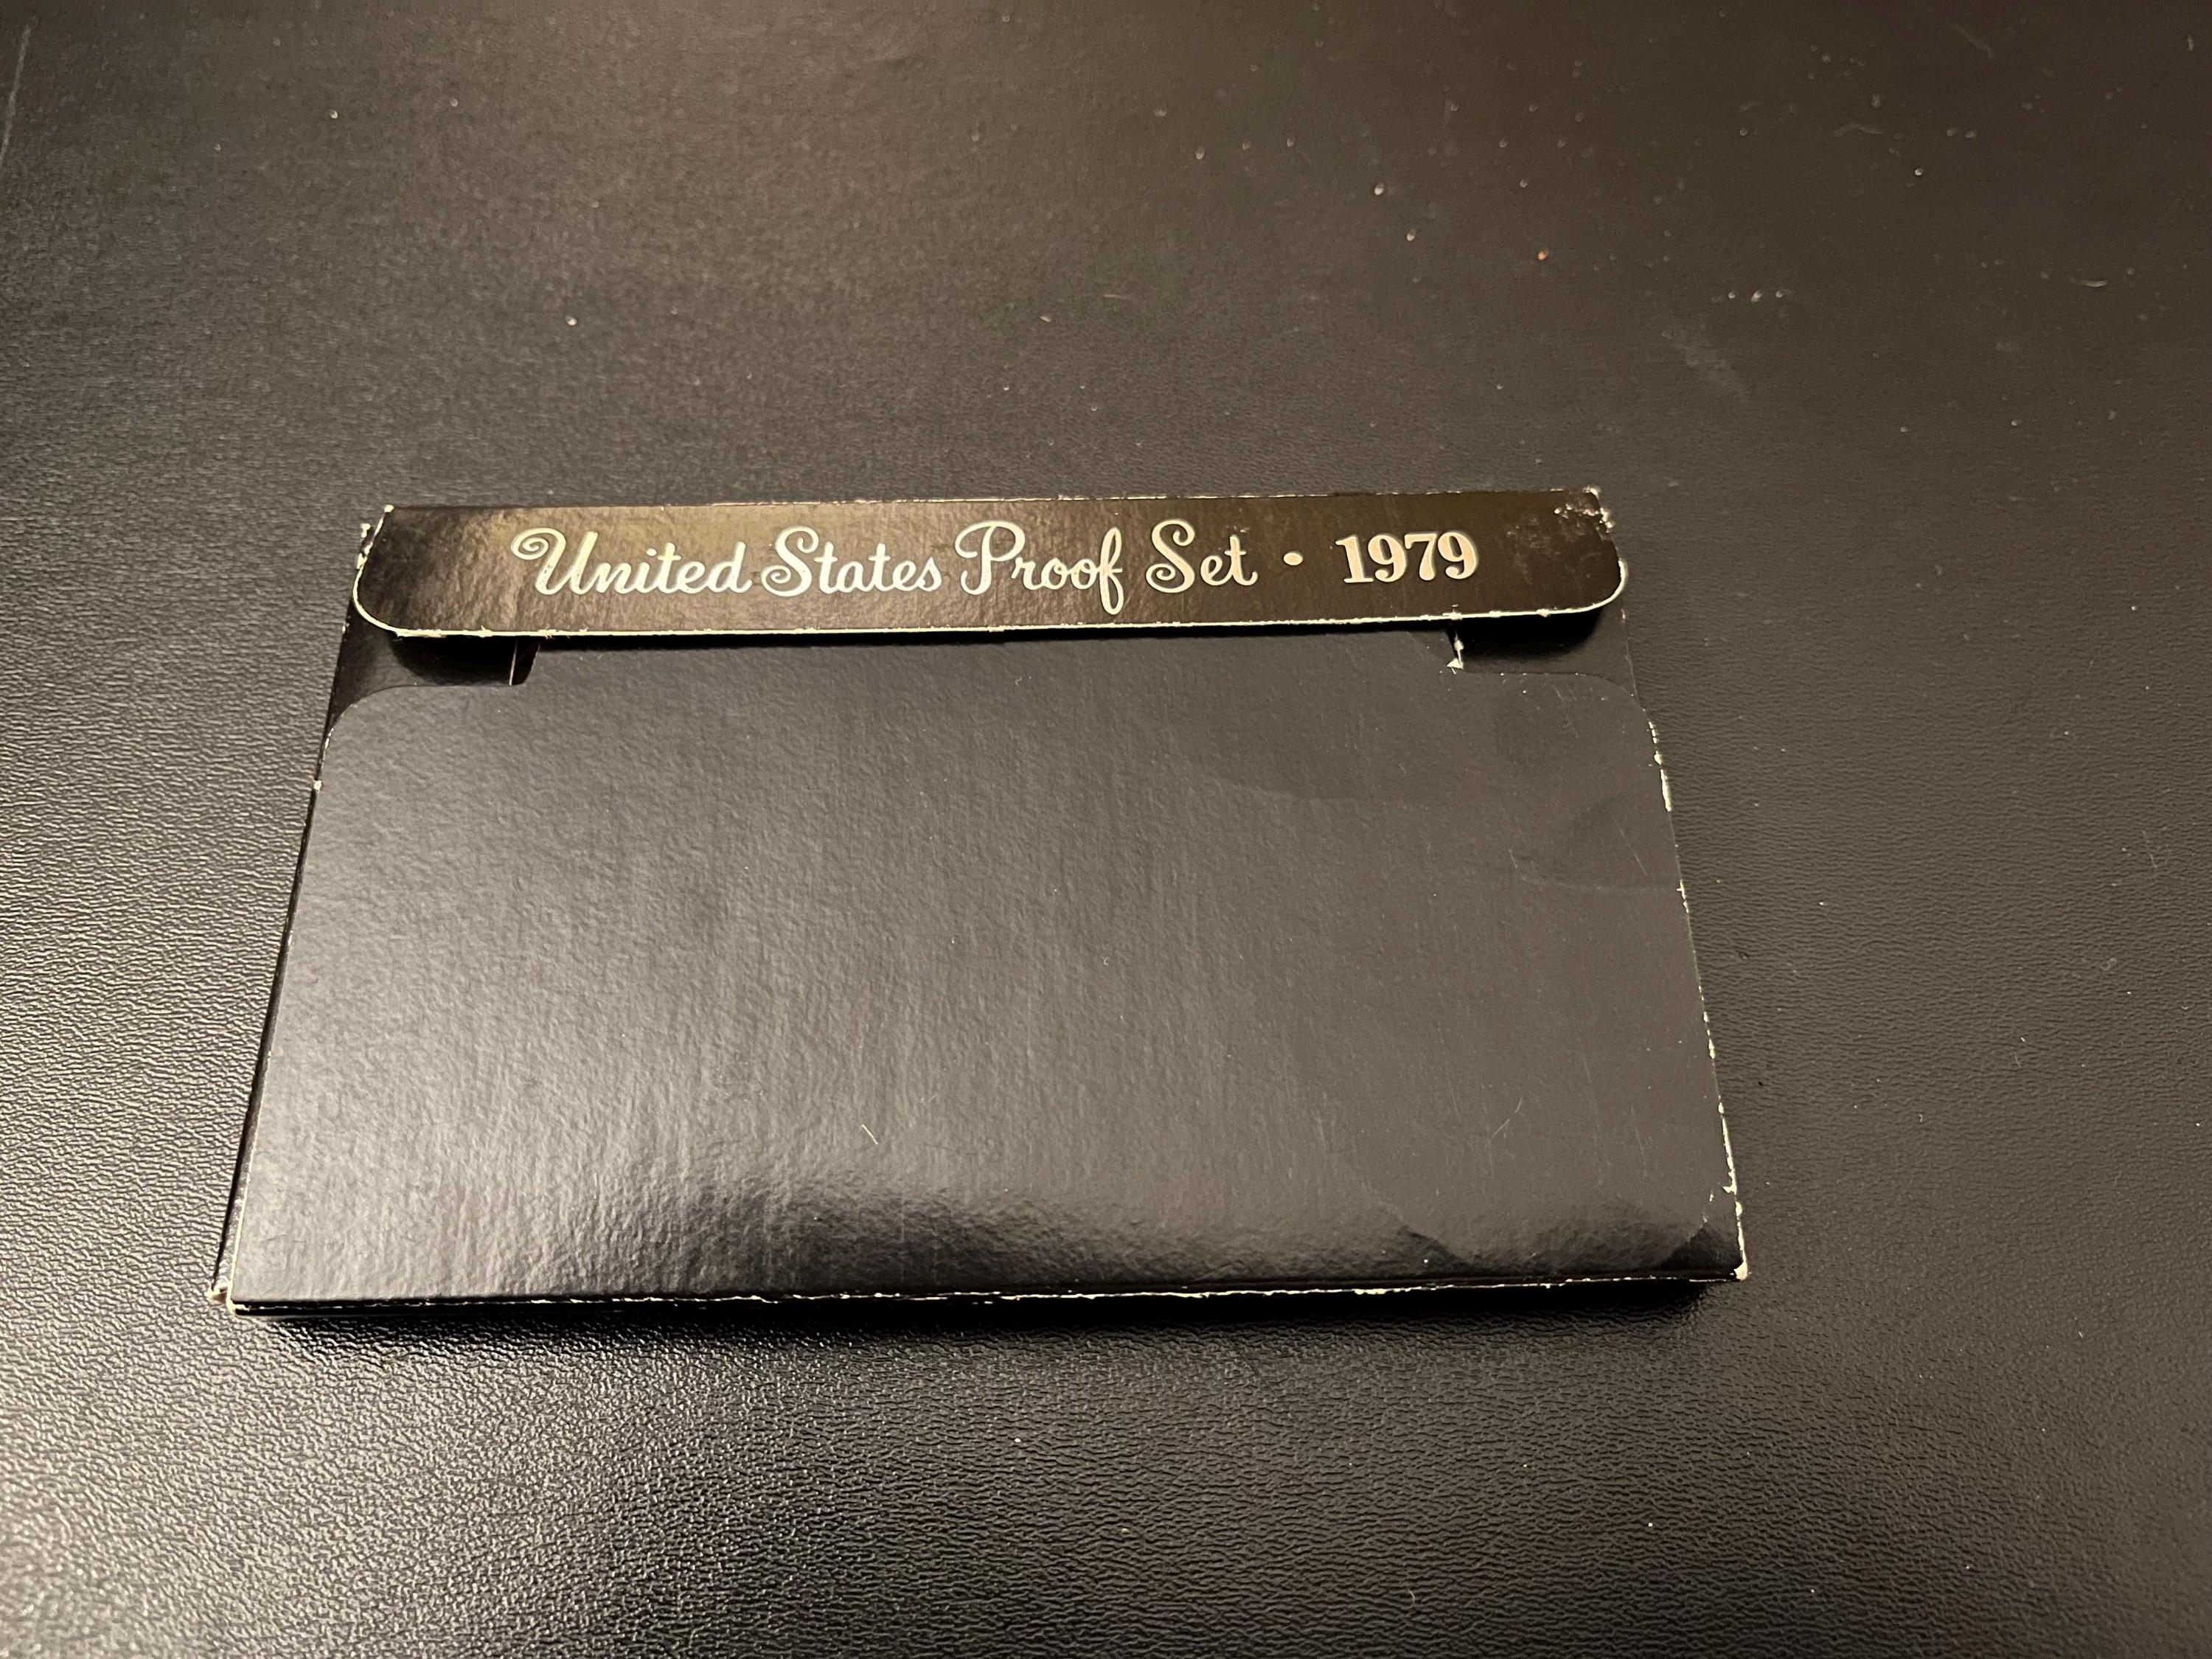 United States Proof Set • 1979